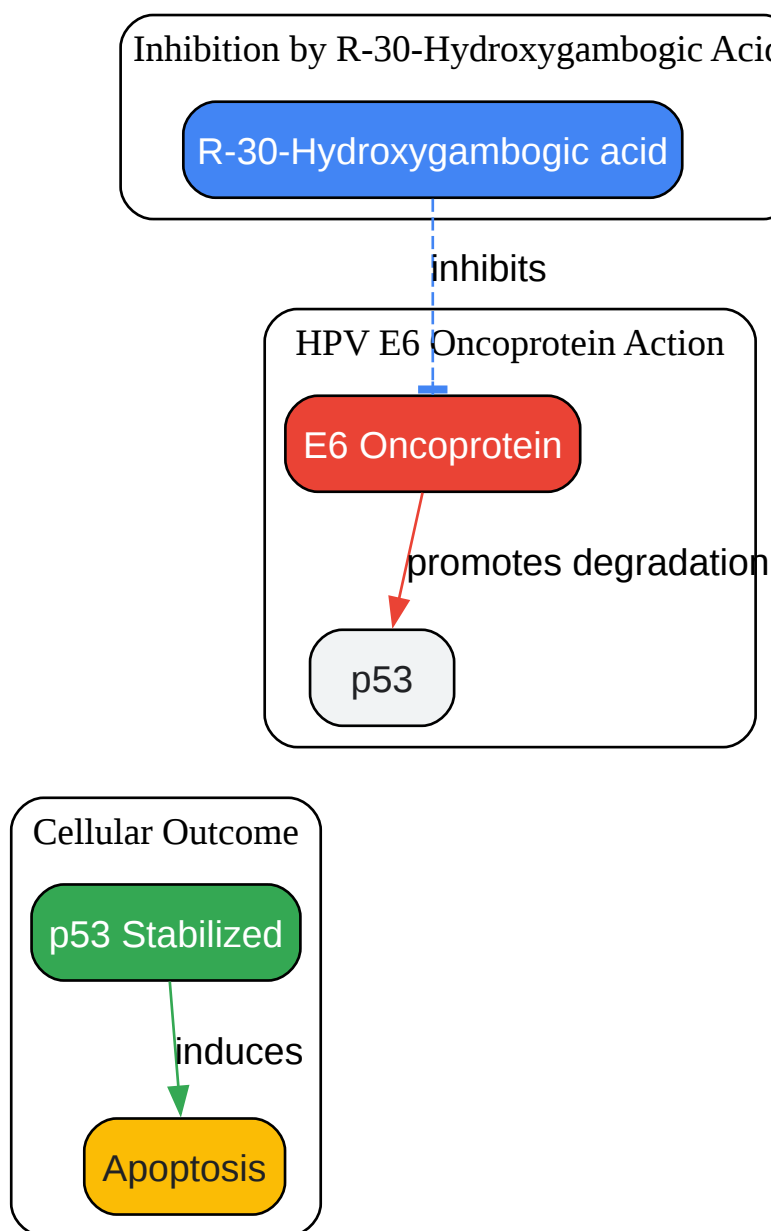 Inhibition by R-30-Hydroxygambogic Acid
R-30-Hydroxygambogic acid
inhibits
HPV E6 Oncoprotein Action
E6 Oncoprotein
promotes degradation
p53
Cellular Outcome
p53 Stabilized
induces
Apoptosis